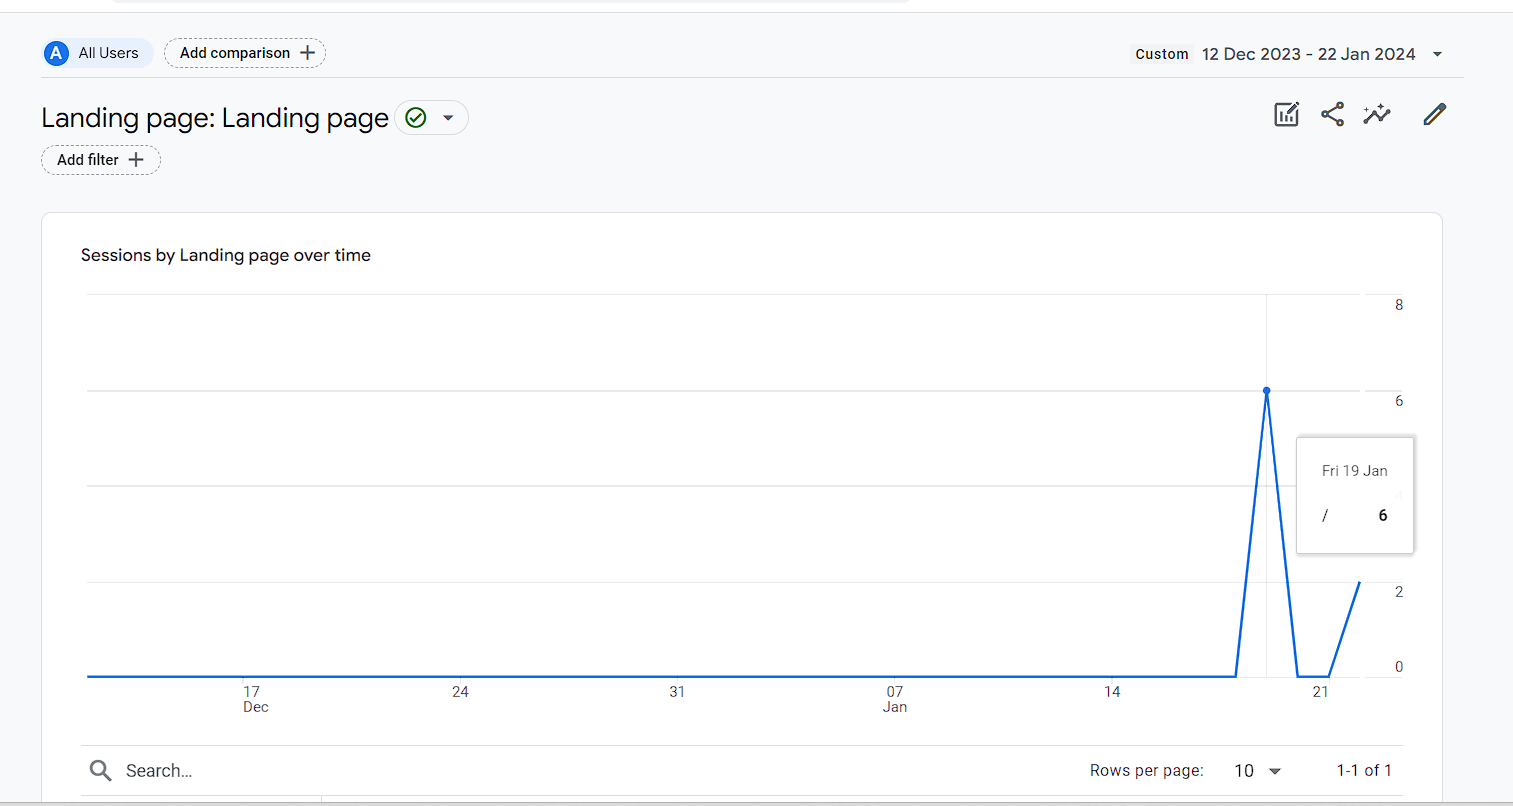 A All Users Add comparison Custom 12 Dec 2023 - 22 Jan 2024
Landing page: Landing page
Add filter
Sessions by Landing page over time
8
6
Fri 19 Jan
4
/ 6
2
0
17 24 31 07 14 21
Dec Jan
Search... Rows per page: 10 1-1 of 1